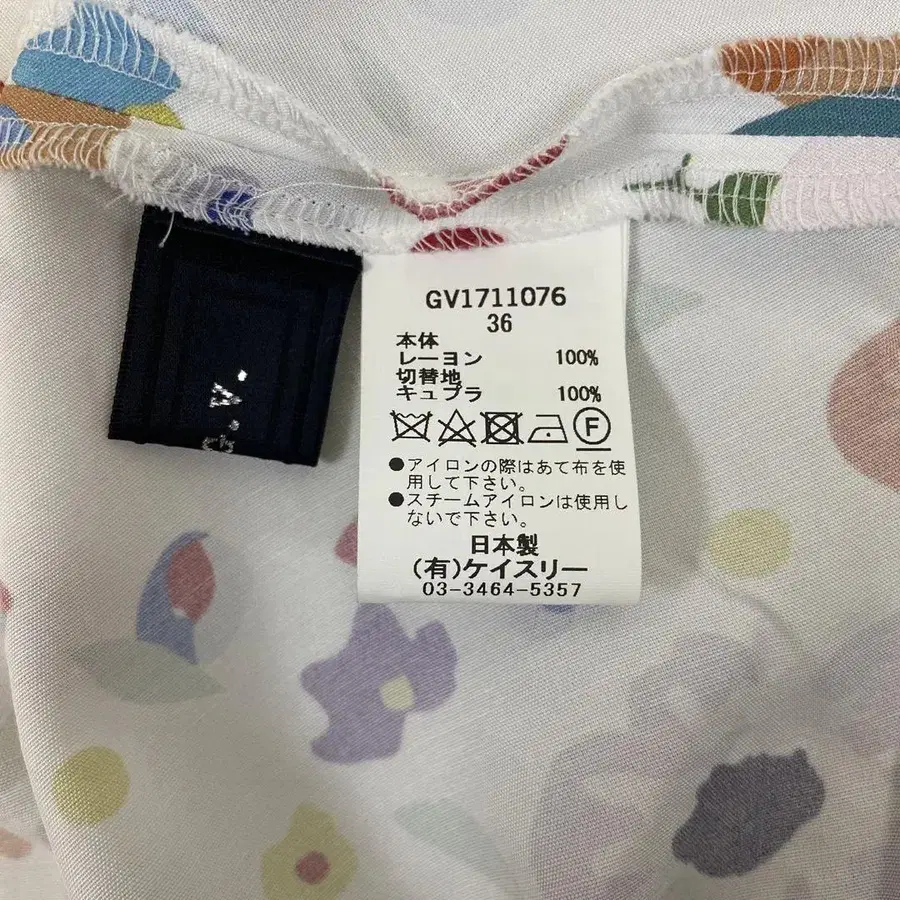 GV1711076
36
本体
レーヨン 100%
切替地
キュプラ 100%
F
●アイロンの際はあて布を使
用して下さい。
●スチームアイロンは使用し
ないで下さい。
日本製
(有)ケイスリー
03-3464-5357